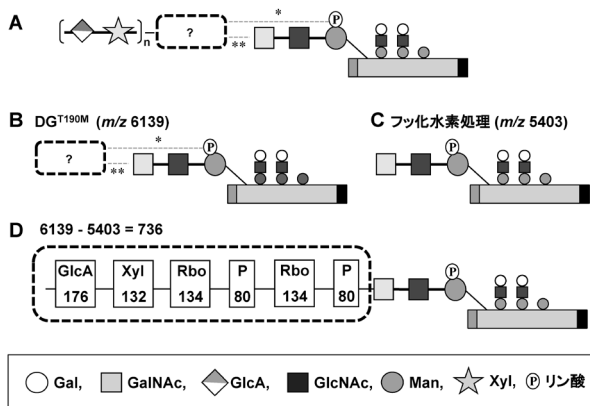 A
n
?
*
**
P
B DG^T190M (m/z 6139)
?
*
**
P
C フッ化水素処理 (m/z 5403)
P
D 6139 - 5403 = 736
GlcA Xyl Rbo P Rbo P
176 132 134 80 134 80
P
Gal, GalNAc, GlcA, GlcNAc, Man, Xyl, P リン酸